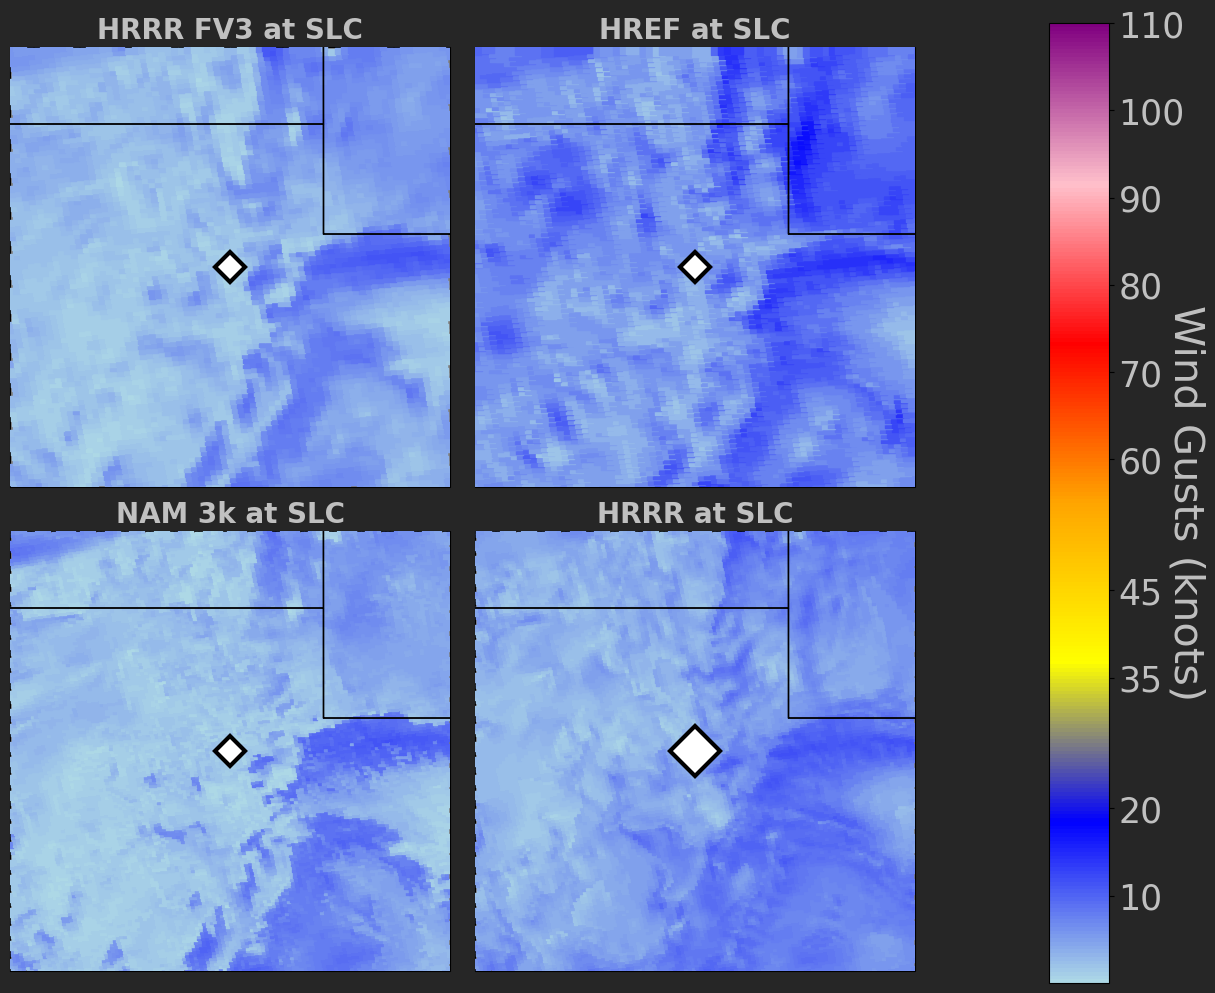 HRRR FV3 at SLC
HREF at SLC
NAM 3k at SLC
HRRR at SLC
110
100
90
80
70
60
45
35
20
10
Wind Gusts (knots)